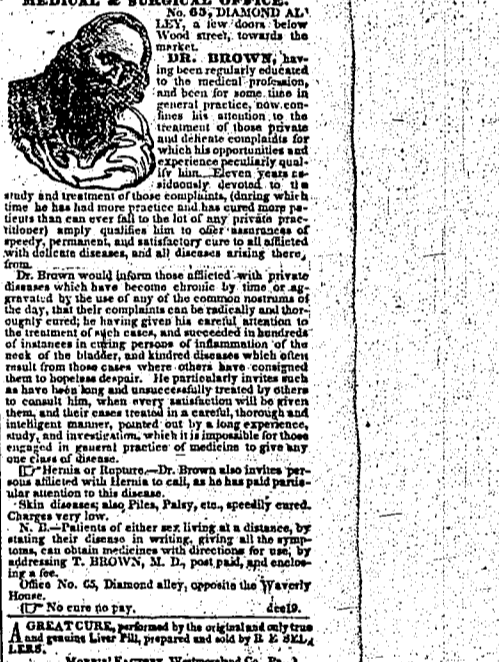 MEDICAL & SURGICAL OFFICE.
No. 65, DIAMOND AL-
LEY, a few doors below
Wood street, towards the
market.
DR. BROWN, hav-
ing been regularly educated
to the medical profession,
and been for some time in
general practice, now con-
fines his attention to the
treatment of those private
and delicate complaints for
which his opportunities and
experience peculiarly qual-
ify him. Eleven years as-
siduously devoted to the
study and treatment of those complaints, (during which
time he has had more practice and has cured more pa-
tients than can ever fall to the lot of any private prac-
titioner) amply qualifies him to offer assurances of
speedy, permanent, and satisfactory cure to all afflicted
with delicate diseases, and all diseases arising there,
from.
Dr. Brown would inform those afflicted with private
diseases which have become chronic by time or ag-
gravated by the use of any of the common nostrums of
the day, that their complaints can be radically and thor-
oughly cured; he having given his careful attention to
the treatment of such cases, and succeeded in hundreds
of instances in curing persons of inflammation of the
neck of the bladder, and kindred diseases which often
result from those cases where others have consigned
them to hopeless despair. He particularly invites such
as have been long and unsuccessfully treated by others
to consult him, when every satisfaction will be given
them, and their cases treated in a careful, thorough and
intelligent manner, pointed out by a long experience,
study, and investigation, which it is impossible for those
engaged in general practice of medicine to give any
one class of disease.
☞ Hernia or Rupture.—Dr. Brown also invites per-
sons afflicted with Hernia to call, as he has paid partic-
ular attention to this disease.
Skin diseases; also Piles, Palsy, etc., speedily cured.
Charges very low.
N. B.—Patients of either sex living at a distance, by
stating their disease in writing, giving all the symp-
toms, can obtain medicines with directions for use, by
addressing T. BROWN, M. D., post paid, and enclos-
ing a fee.
Office No. 65, Diamond alley, opposite the Waverly
House.
☞ No cure no pay. dec19.
A GREAT CURE, performed by the original and only true
and genuine Liver Pill, prepared and sold by R. E. SEL-
LERS.